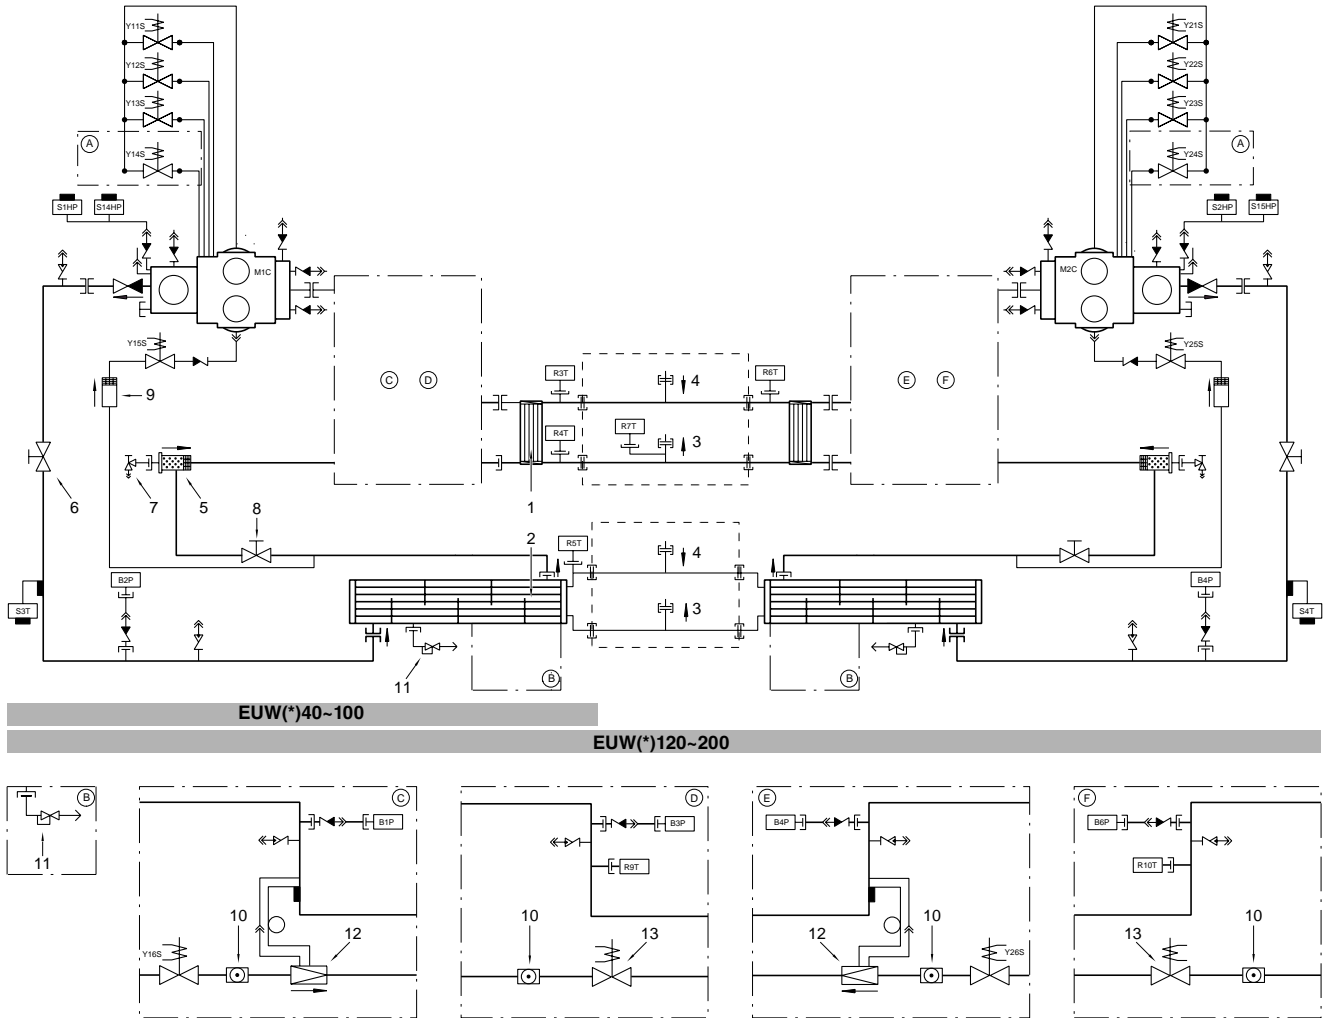 Y11S
Y21S
Y12S
Y22S
Y13S
Y23S
A
A
Y14S
Y24S
S1HP S14HP
S2HP S15HP
M1C
M2C
Y15S
Y25S
C D
E F
R3T
4
R6T
9
R4T
R7T
3
6 7 5 8 1
2
R5T
4
B2P
B4P
S3T
3
S4T
B
B
11
EUW(*)40~100
EUW(*)120~200
B
C
D
E
F
B1P
B3P
B4P
B6P
11
R9T
R10T
10
12
10
13
12
10
13
10
Y16S
Y26S